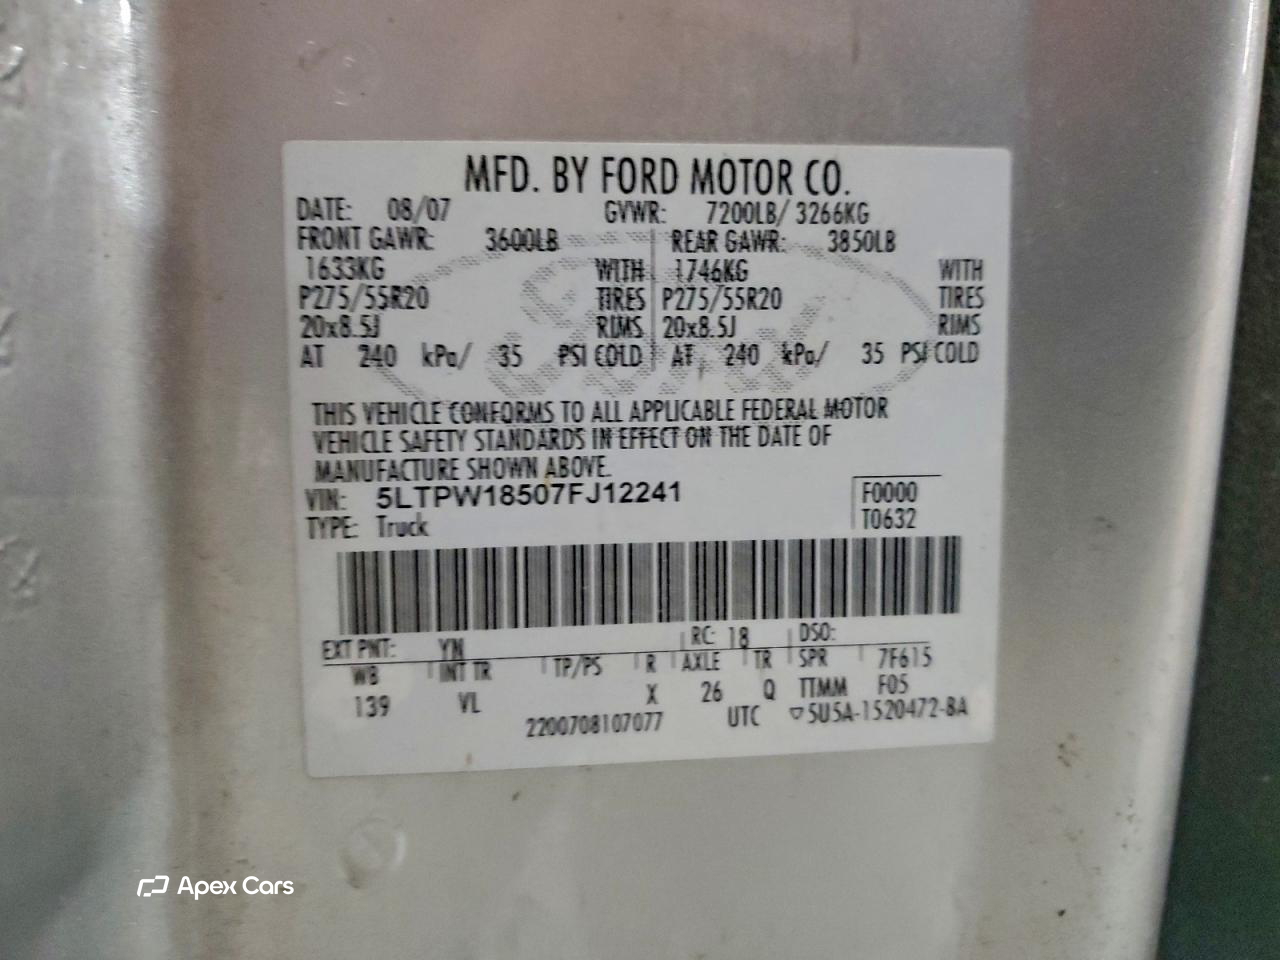 MFD. BY FORD MOTOR CO.
DATE: 08/07 GVWR: 7200LB/ 3266KG
FRONT GAWR: 3600LB REAR GAWR: 3850LB
1633KG WITH 1746KG WITH
P275/55R20 TIRES P275/55R20 TIRES
20x8.5J RIMS 20x8.5J RIMS
AT 240 kPa/ 35 PSI COLD AT 240 kPa/ 35 PSI COLD
THIS VEHICLE CONFORMS TO ALL APPLICABLE FEDERAL MOTOR
VEHICLE SAFETY STANDARDS IN EFFECT ON THE DATE OF
MANUFACTURE SHOWN ABOVE.
VIN: 5LTPW18507FJ12241 F0000
TYPE: Truck T0632
EXT PNT: YN RC: 18 DSO:
WB INT TR TP/PS R AXLE TR SPR 7F615
139 VL X 26 Q TTMM F05
2200708107077 UTC ▽5U5A-1520472-BA
Apex Cars